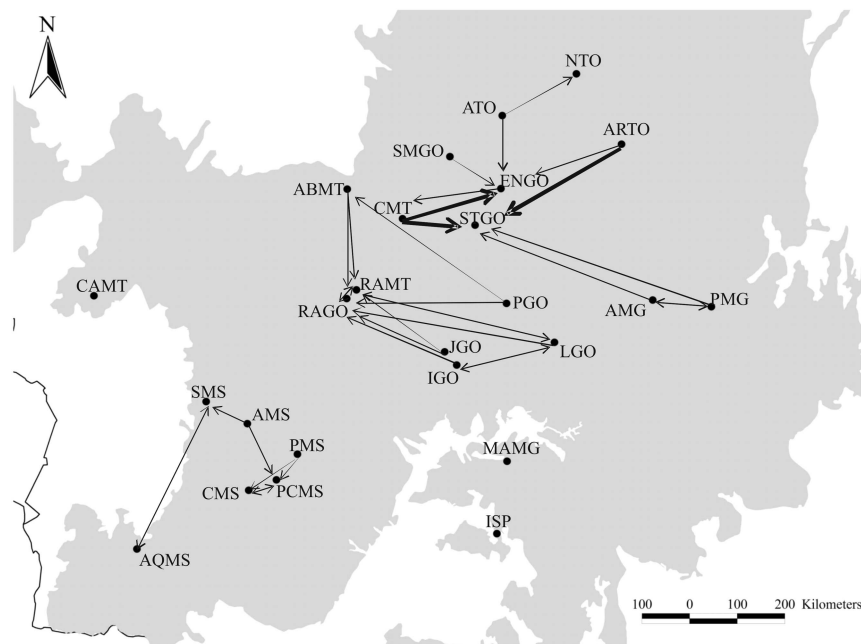 N
NTO
ATO
ARTO
SMGO
ENGO
ABMT
CMT
STGO
CAMT
RAMT
RAGO
PGO
AMG
PMG
JGO
LGO
IGO
SMS
AMS
PMS
MAMG
CMS
PCMS
ISP
AQMS
100 0 100 200 Kilometers